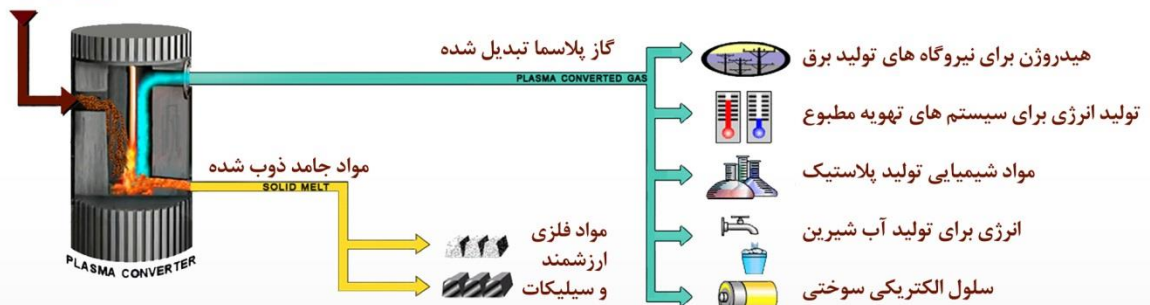 گاز پلاسما تبدیل شده
PLASMA CONVERTED GAS
هیدروژن برای نیروگاه های تولید برق
تولید انرژی برای سیستم های تهویه مطبوع
مواد جامد ذوب شده
SOLID MELT
مواد شیمیایی تولید پلاستیک
مواد فلزی
ارزشمند
و سیلیکات
انرژی برای تولید آب شیرین
سلول الکتریکی سوختی
PLASMA CONVERTER